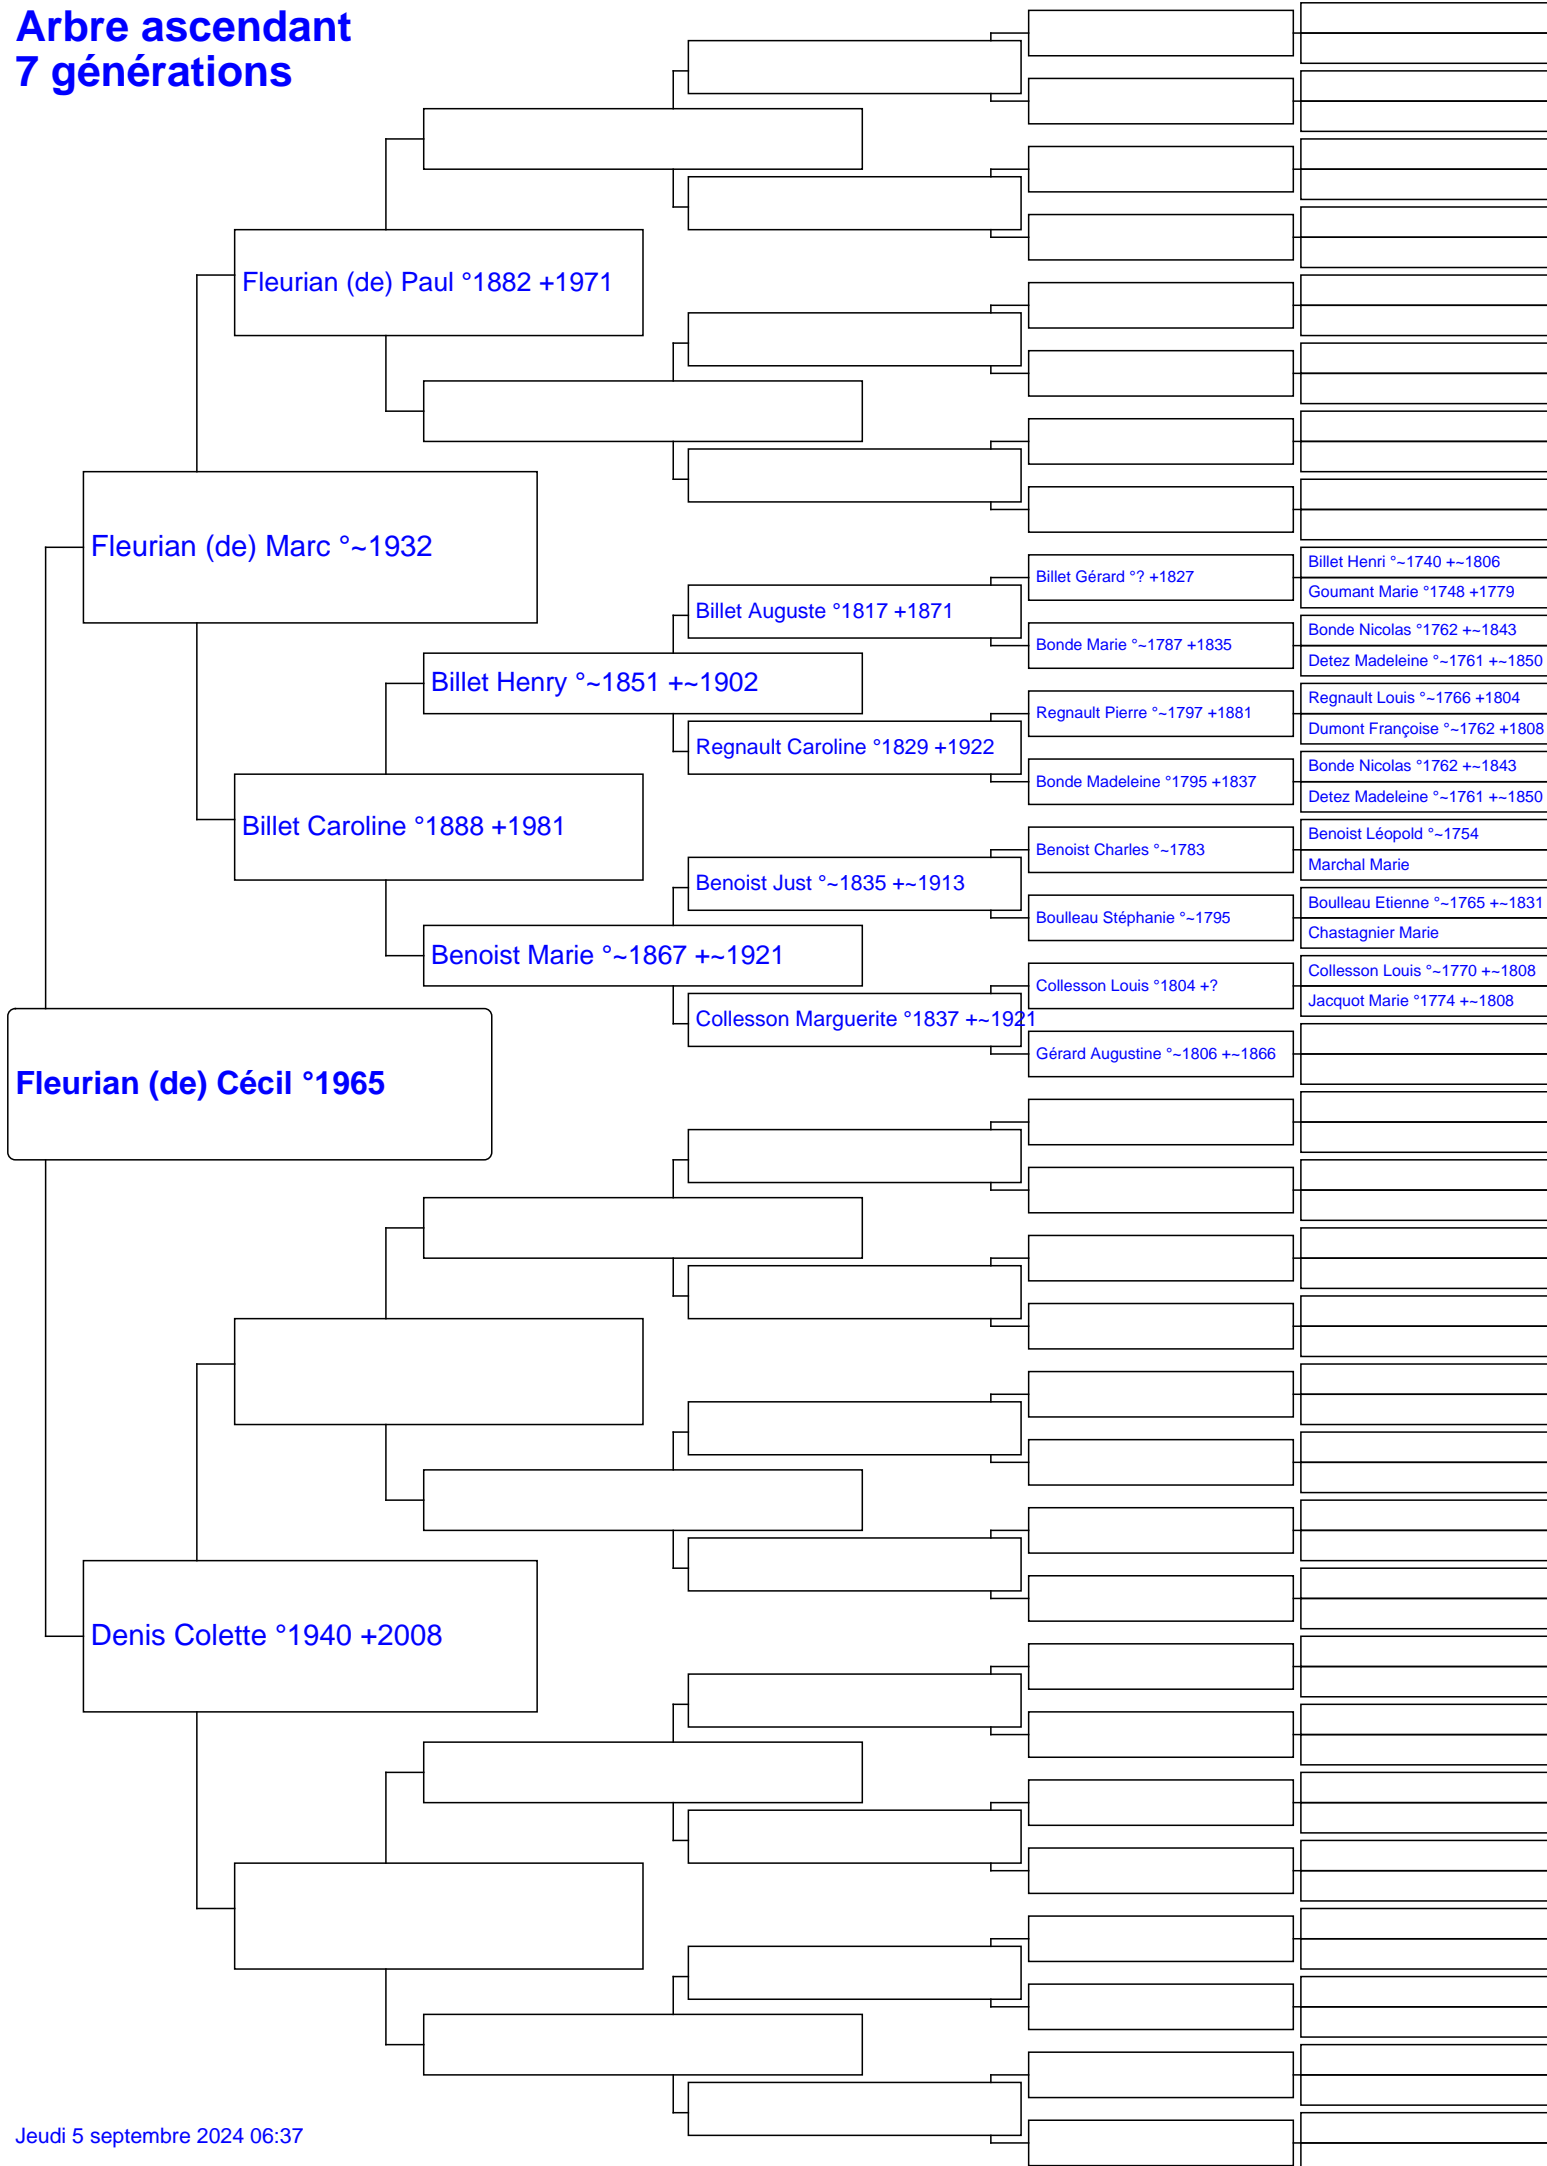 Arbre ascendant
7 générations
Fleurian (de) Paul °1882 +1971
Fleurian (de) Marc °~1932
Billet Henri °~1740 +~1806
Billet Gérard °? +1827
Goumant Marie °1748 +1779
Billet Auguste °1817 +1871
Bonde Nicolas °1762 +~1843
Bonde Marie °~1787 +1835
Detez Madeleine °~1761 +~1850
Billet Henry °~1851 +~1902
Regnault Louis °~1766 +1804
Regnault Pierre °~1797 +1881
Dumont Françoise °~1762 +1808
Regnault Caroline °1829 +1922
Bonde Nicolas °1762 +~1843
Bonde Madeleine °1795 +1837
Detez Madeleine °~1761 +~1850
Billet Caroline °1888 +1981
Benoist Léopold °~1754
Benoist Charles °~1783
Marchal Marie
Benoist Just °~1835 +~1913
Boulleau Etienne °~1765 +~1831
Boulleau Stéphanie °~1795
Chastagnier Marie
Benoist Marie °~1867 +~1921
Collesson Louis °~1770 +~1808
Collesson Louis °1804 +?
Jacquot Marie °1774 +~1808
Collesson Marguerite °1837 +~1921
Gérard Augustine °~1806 +~1866
Fleurian (de) Cécil °1965
Denis Colette °1940 +2008
Jeudi 5 septembre 2024 06:37